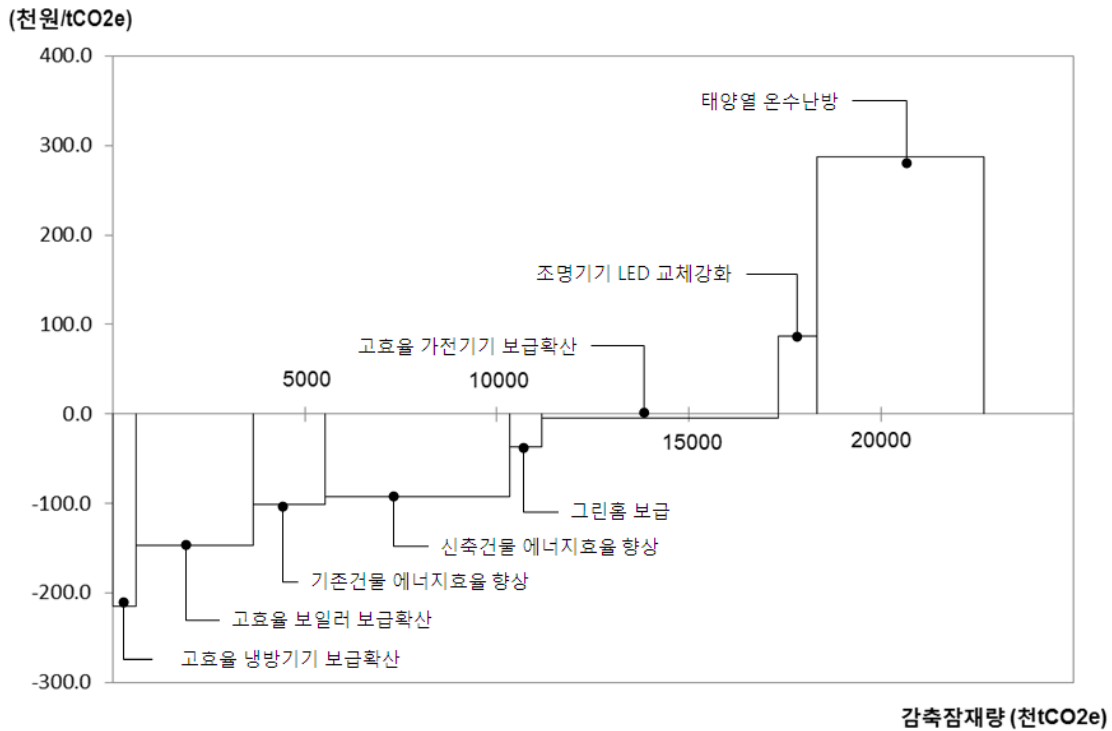 (천원/tCO2e)
400.0
태양열 온수난방
300.0
조명기기 LED 교체강화
200.0
고효율 가전기기 보급확산
100.0
5000
10000
0.0
15000
20000
-100.0
그린홈 보급
신축건물 에너지효율 향상
기존건물 에너지효율 향상
-200.0
고효율 보일러 보급확산
고효율 냉방기기 보급확산
-300.0
감축잠재량 (천tCO2e)